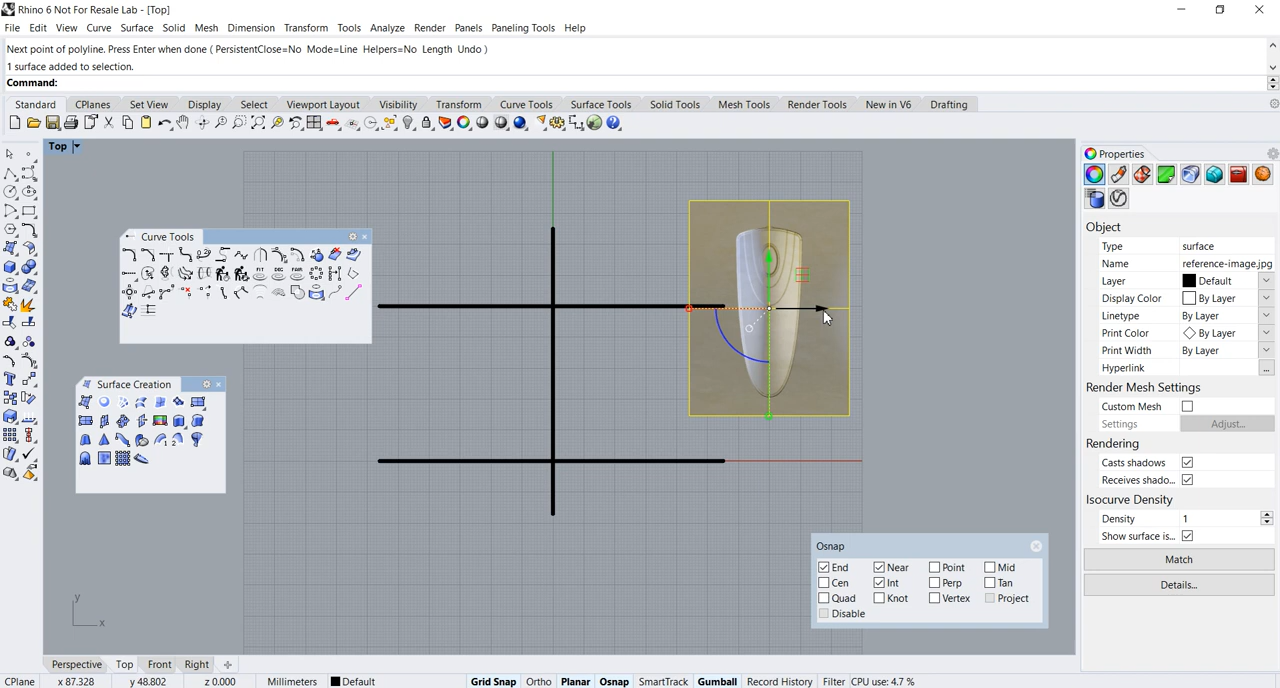 Rhino 6 Not For Resale Lab - [Top]
File Edit View Curve Surface Solid Mesh Dimension Transform Tools Analyze Render Panels Paneling Tools Help
Next point of polyline. Press Enter when done ( PersistentClose=No Mode=Line Helpers=No Length Undo )
1 surface added to selection.
Command:
Standard CPlanes Set View Display Select Viewport Layout Visibility Transform Curve Tools Surface Tools Solid Tools Mesh Tools Render Tools New in V6 Drafting
Top
Properties
Curve Tools
FIT DEG FAIR
Surface Creation
1 2
Object
Type surface
Name reference-image.jpg
Layer Default
Display Color By Layer
Linetype By Layer
Print Color By Layer
Print Width By Layer
Hyperlink ...
Render Mesh Settings
Custom Mesh
Settings Adjust...
Rendering
Casts shadows
Receives shado...
Isocurve Density
Density 1
Show surface is...
Match
Details...
Osnap
End Near Point Mid
Cen Int Perp Tan
Quad Knot Vertex Project
Disable
y
x
Perspective Top Front Right
CPlane x 87.328 y 48.802 z 0.000 Millimeters Default Grid Snap Ortho Planar Osnap SmartTrack Gumball Record History Filter CPU use: 4.7 %